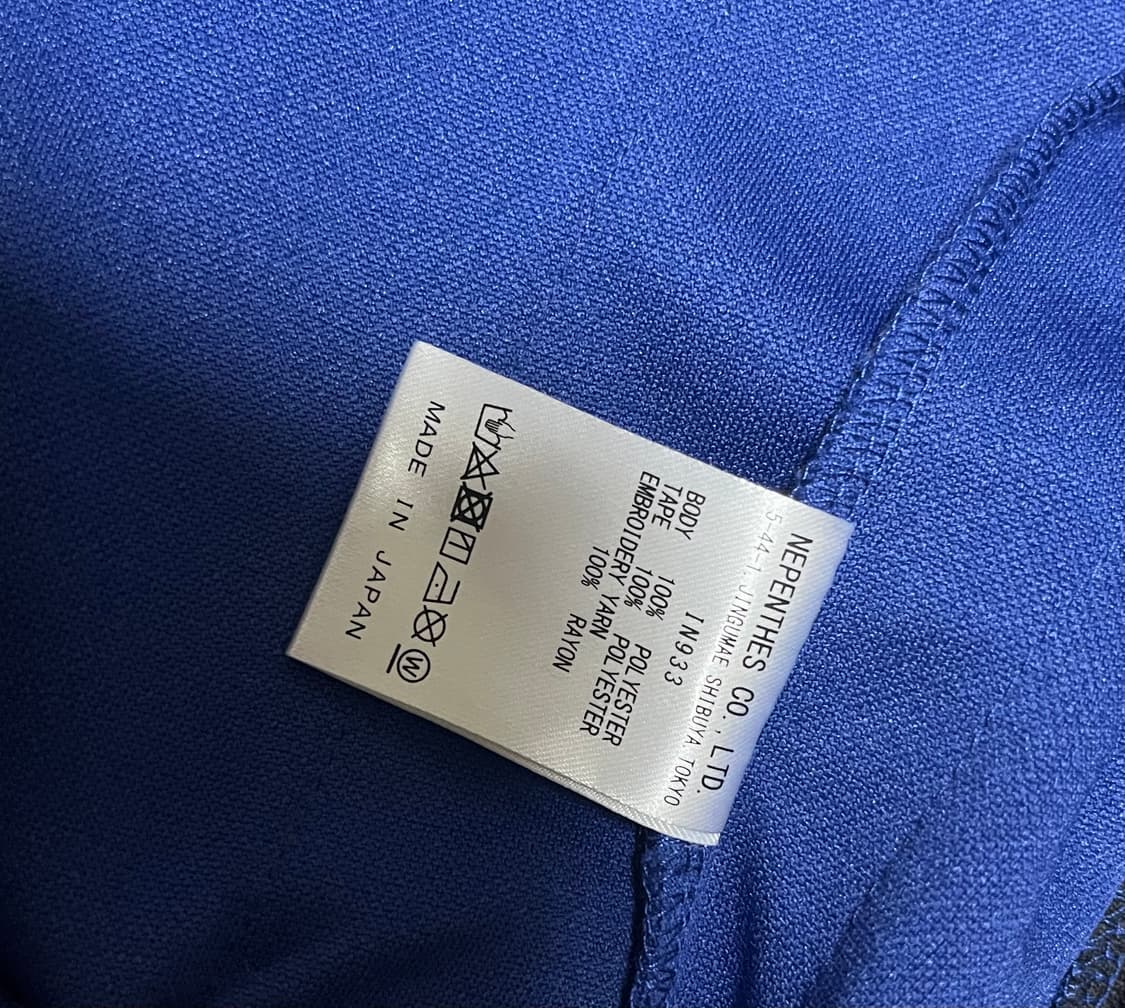 NEPENTHES CO., LTD.
5-44-1, JINGUMAE SHIBUYA TOKYO
IN933
BODY 100% POLYESTER
TAPE 100% POLYESTER
EMBROIDERY YARN
100% RAYON
W
MADE IN JAPAN